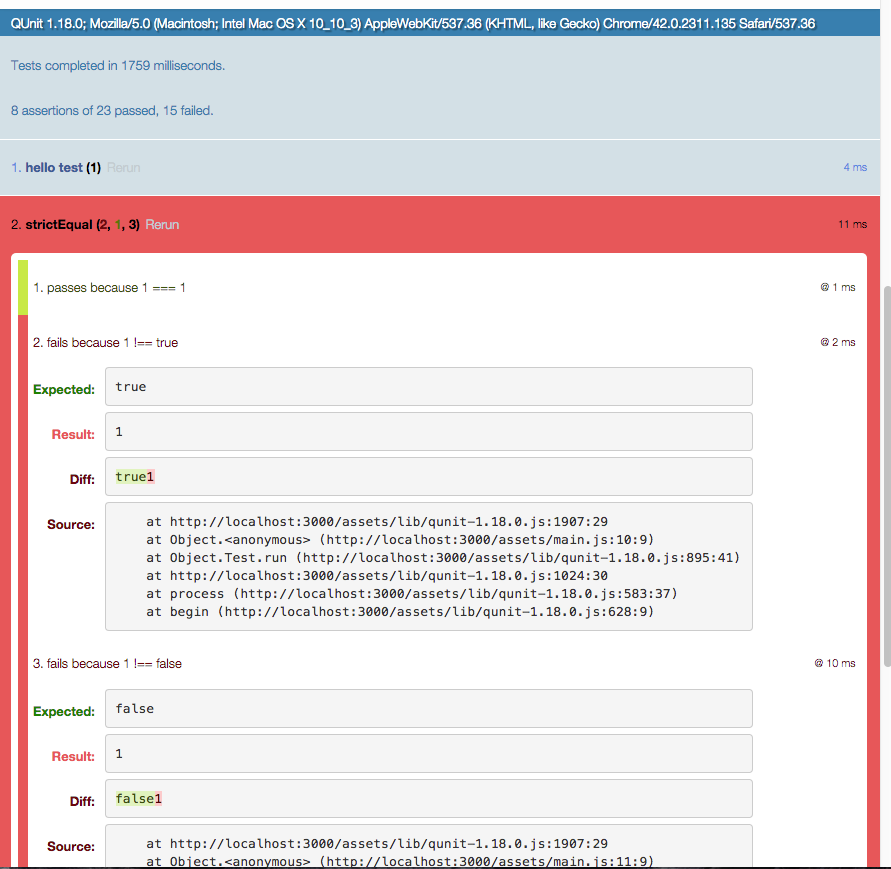 QUnit 1.18.0; Mozilla/5.0 (Macintosh; Intel Mac OS X 10_10_3) AppleWebKit/537.36 (KHTML, like Gecko) Chrome/42.0.2311.135 Safari/537.36
Tests completed in 1759 milliseconds.
8 assertions of 23 passed, 15 failed.
1. hello test (1) Rerun 4 ms
2. strictEqual (2, 1, 3) Rerun 11 ms
1. passes because 1 === 1 @ 1 ms
2. fails because 1 !== true @ 2 ms
Expected: true
Result: 1
Diff: true1
Source: at http://localhost:3000/assets/lib/qunit-1.18.0.js:1907:29
at Object.<anonymous> (http://localhost:3000/assets/main.js:10:9)
at Object.Test.run (http://localhost:3000/assets/lib/qunit-1.18.0.js:895:41)
at http://localhost:3000/assets/lib/qunit-1.18.0.js:1024:30
at process (http://localhost:3000/assets/lib/qunit-1.18.0.js:583:37)
at begin (http://localhost:3000/assets/lib/qunit-1.18.0.js:628:9)
3. fails because 1 !== false @ 10 ms
Expected: false
Result: 1
Diff: false1
Source: at http://localhost:3000/assets/lib/qunit-1.18.0.js:1907:29
at Object.<anonymous> (http://localhost:3000/assets/main.js:11:9)